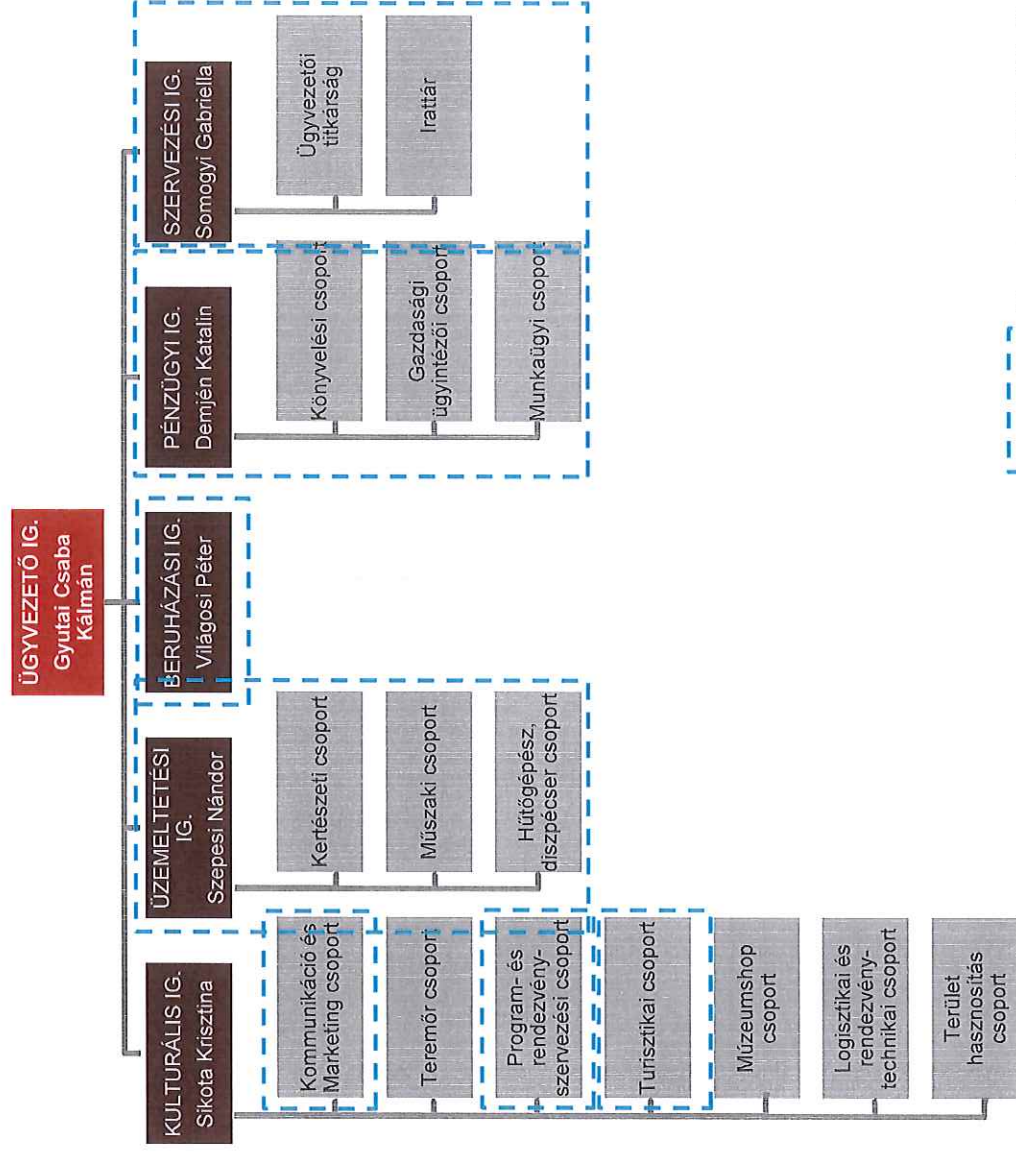 ÜGYVEZETŐ IG.
Gyutai Csaba
Kálmán
KULTURÁLIS IG.
Sikota Krisztina
Kommunikáció és
Marketing csoport
Teremőr csoport
Program- és
rendezvény-
szervezési csoport
Turisztikai csoport
Múzeumshop
csoport
Logisztikai és
rendezvény-
technikai csoport
Terület
hasznosítás
csoport
ÜZEMELTETÉSI
IG.
Szepesi Nándor
Kertészeti csoport
Műszaki csoport
Hűtőgépész,
diszpécser csoport
BERUHÁZÁSI IG.
Világosi Péter
PÉNZÜGYI IG.
Demjén Katalin
Könyvelési csoport
Gazdasági
ügyintézői csoport
Munkaügyi csoport
SZERVEZÉSI IG.
Somogyi Gabriella
Ügyvezetői
titkárság
Irattár